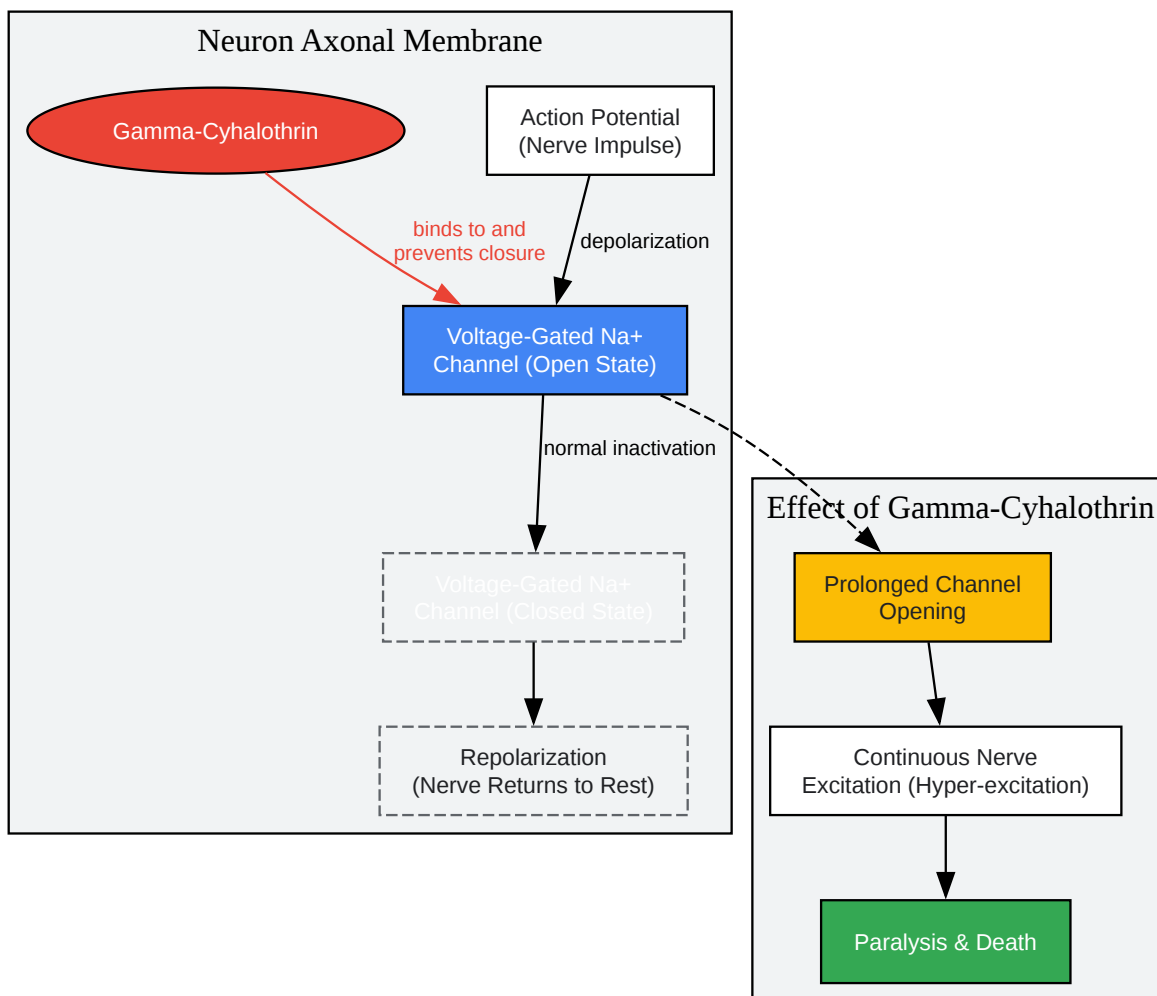 Neuron Axonal Membrane
Gamma-Cyhalothrin
Action Potential
(Nerve Impulse)
binds to and
prevents closure
depolarization
Voltage-Gated Na+
Channel (Open State)
normal inactivation
Voltage-Gated Na+
Channel (Closed State)
Repolarization
(Nerve Returns to Rest)
Effect of Gamma-Cyhalothrin
Prolonged Channel
Opening
Continuous Nerve
Excitation (Hyper-excitation)
Paralysis & Death